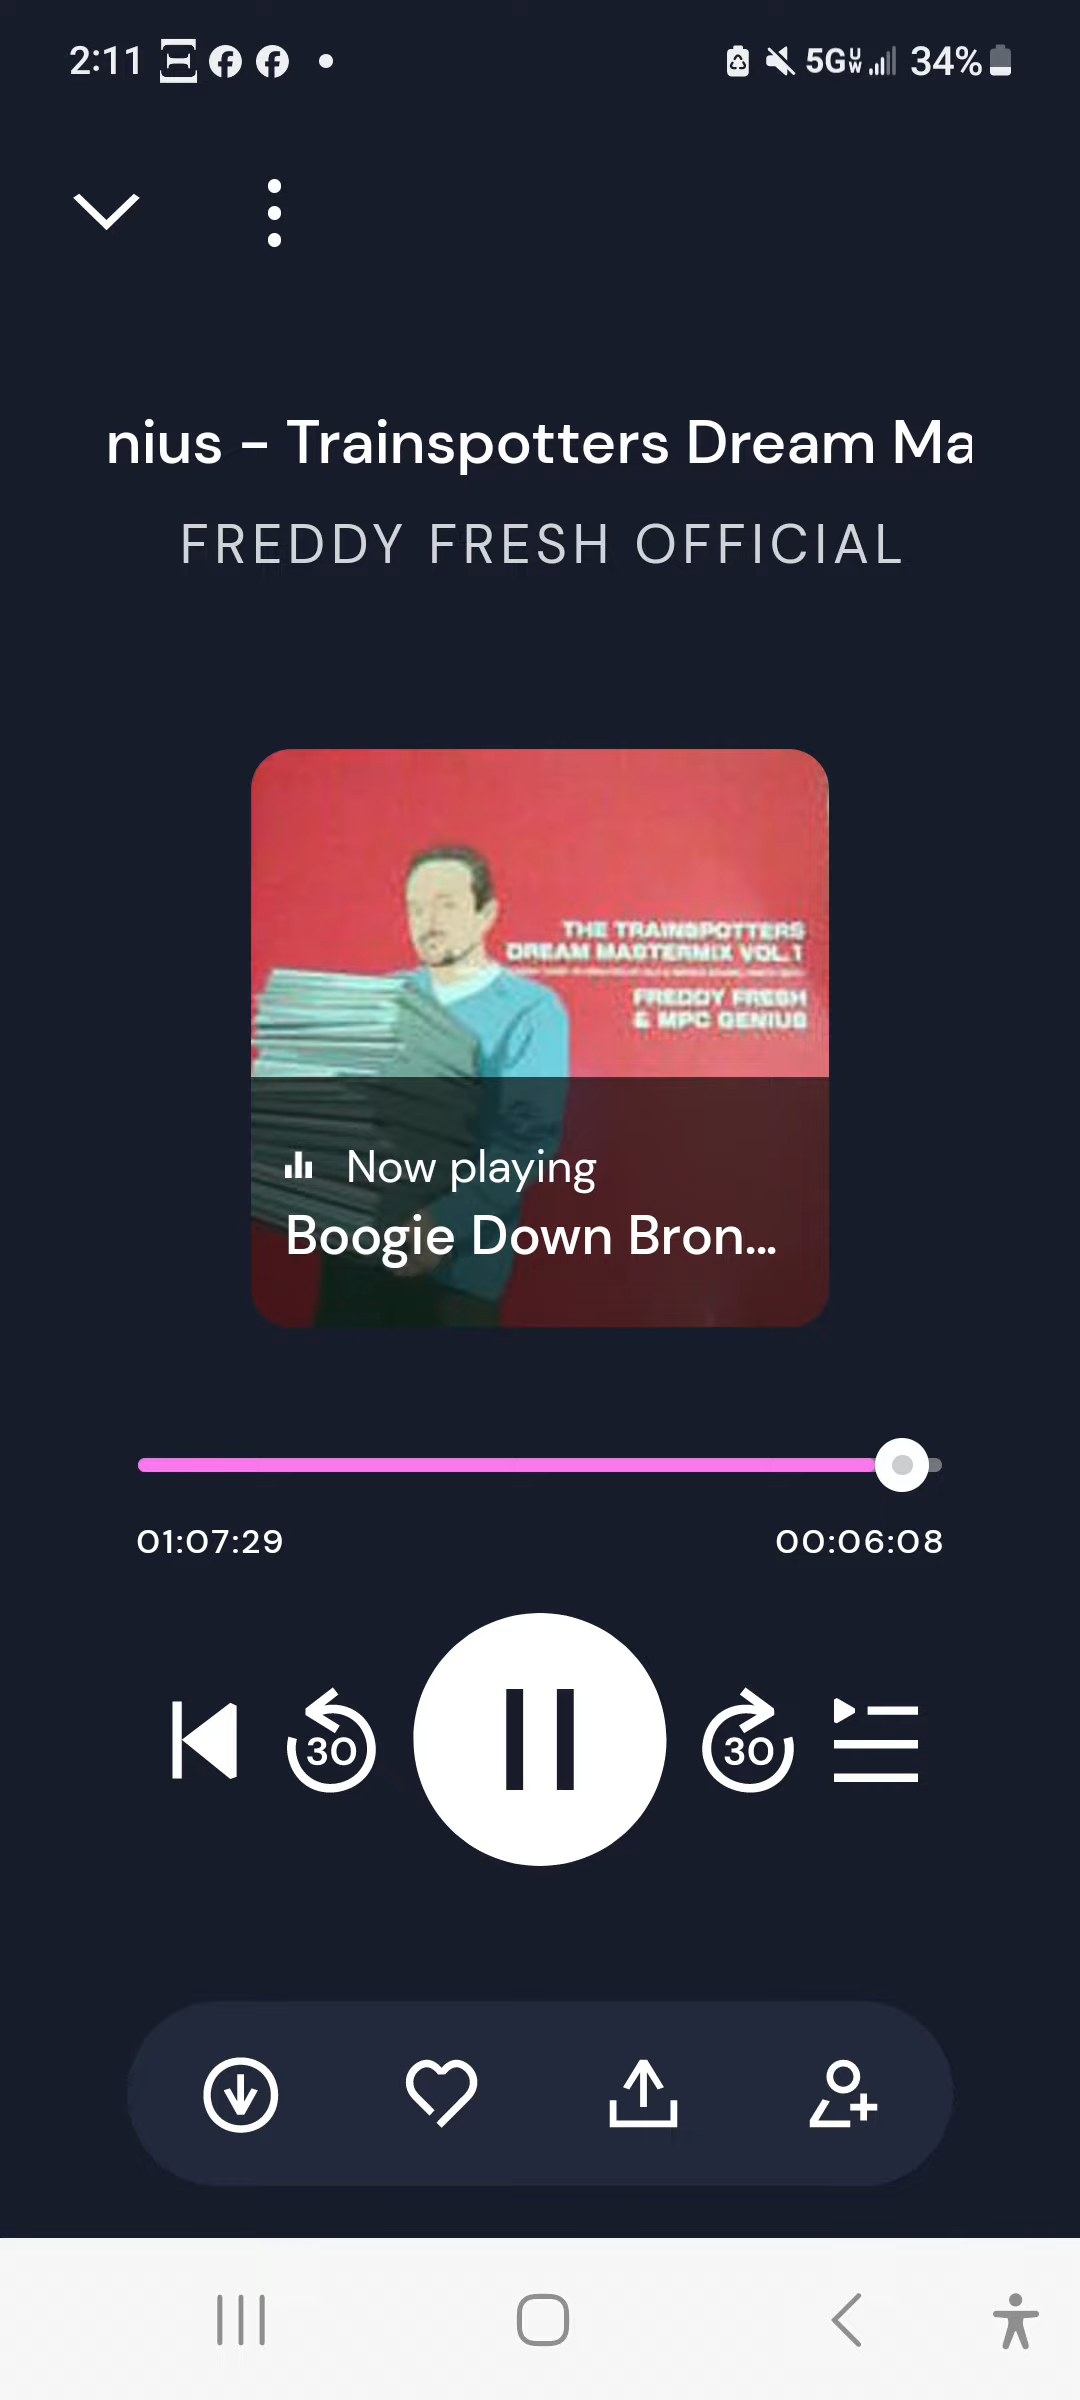 2:11 5GUW 34%
nius - Trainspotters Dream Ma
FREDDY FRESH OFFICIAL
THE TRAINSPOTTERS
DREAM MASTERMIX VOL.1
FREDDY FRESH
& MPC GENIUS
Now playing
Boogie Down Bron...
01:07:29 00:06:08
30 30